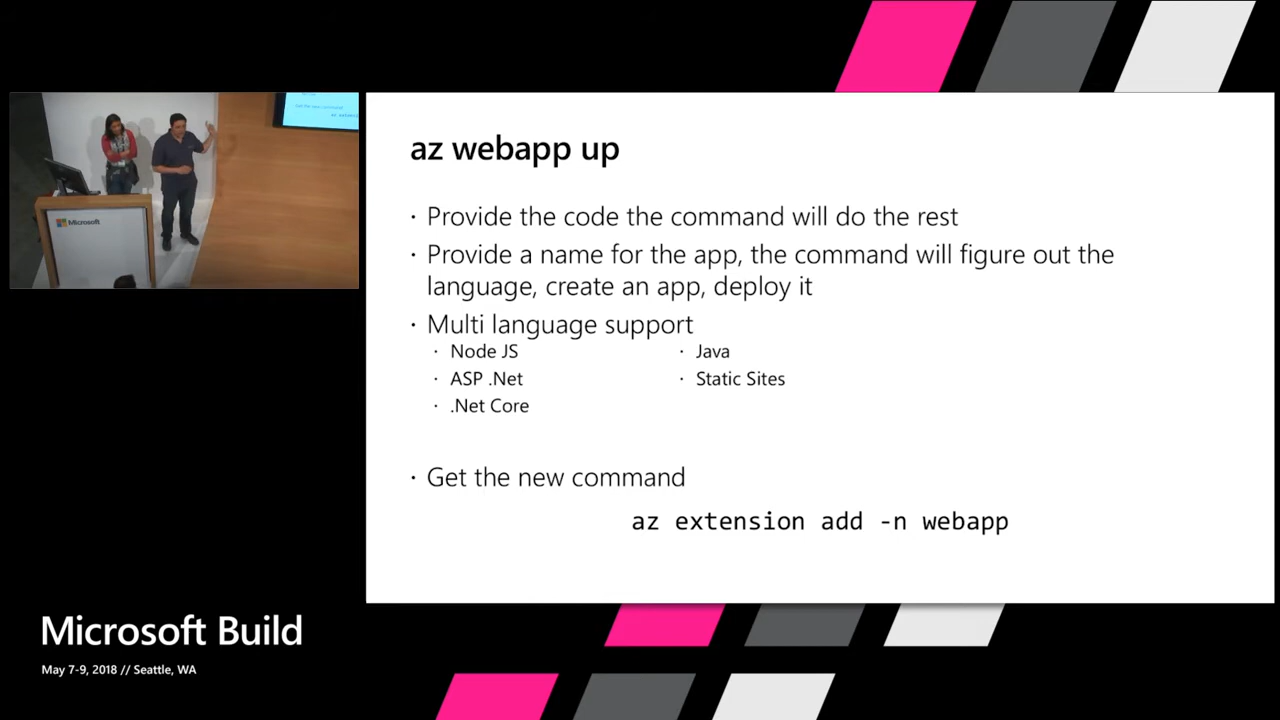 az webapp up
· Provide the code the command will do the rest
· Provide a name for the app, the command will figure out the
language, create an app, deploy it
· Multi language support
· Node JS
· ASP .Net
· .Net Core
· Java
· Static Sites
· Get the new command
az extension add -n webapp
Microsoft
Microsoft Build
May 7-9, 2018 // Seattle, WA